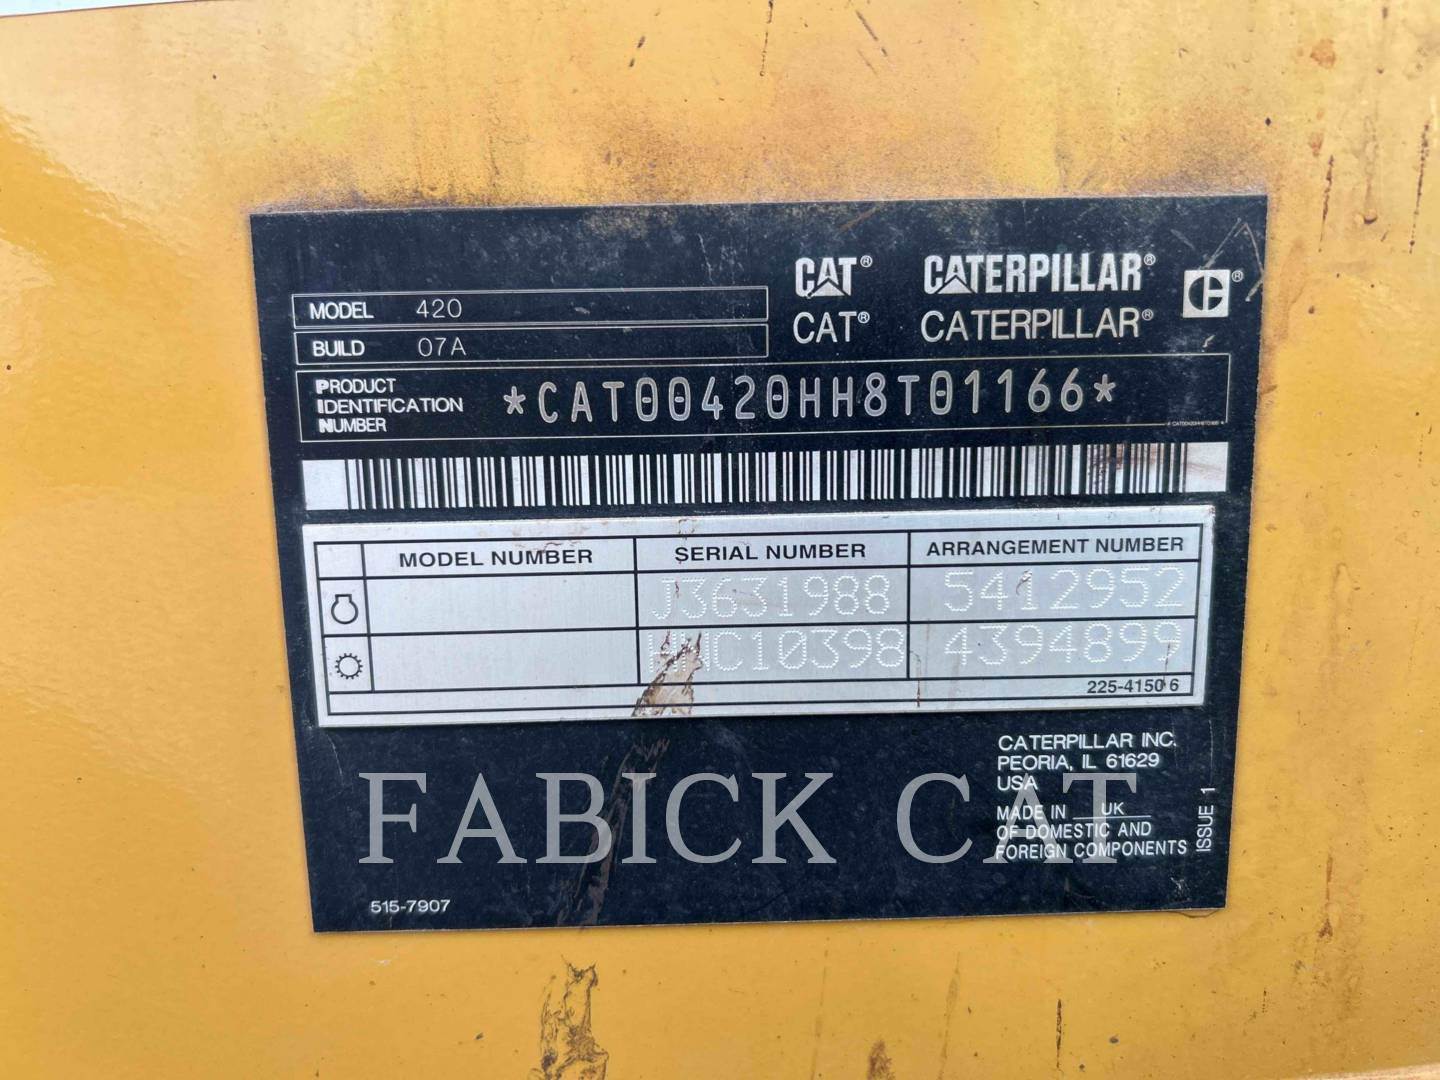 CAT® CATERPILLAR®
CAT® CATERPILLAR®
MODEL 420
BUILD 07A
PRODUCT IDENTIFICATION NUMBER
*CAT00420HH8T01166*
MODEL NUMBER SERIAL NUMBER ARRANGEMENT NUMBER
J3631988 5412952
C10398 4394899
225-4150 6
CATERPILLAR INC.
PEORIA, IL 61629
USA
MADE IN UK
OF DOMESTIC AND
FOREIGN COMPONENTS
ISSUE 1
515-7907
FABICK CAT